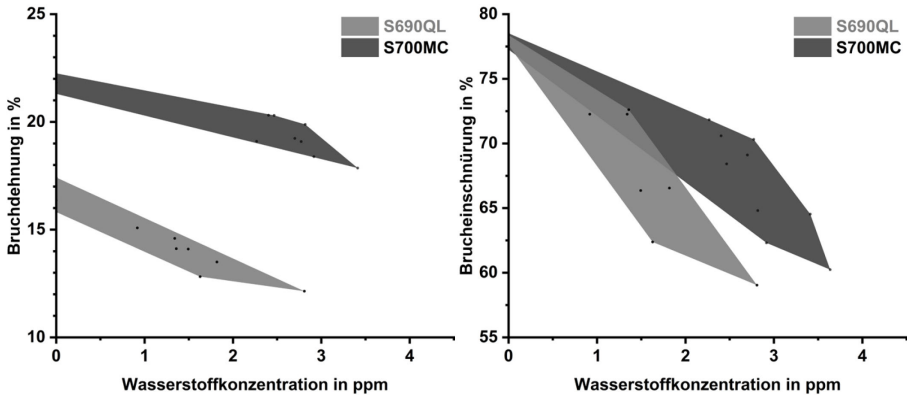 25
20
15
10
Bruchdehnung in %
S690QL
S700MC
0
1
2
3
4
Wasserstoffkonzentration in ppm
80
75
70
65
60
55
Brucheinschnürung in %
S690QL
S700MC
0
1
2
3
4
Wasserstoffkonzentration in ppm